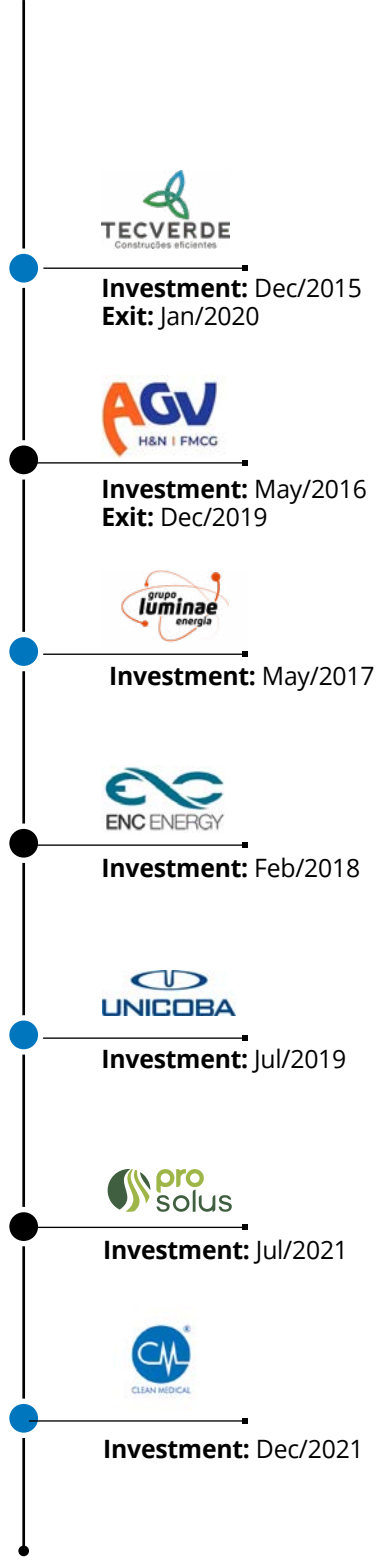 TECVERDE
Construções eficientes
Investment: Dec/2015
Exit: Jan/2020
AGV
H&N | FMCG
Investment: May/2016
Exit: Dec/2019
grupo
luminae
energia
Investment: May/2017
ENC ENERGY
Investment: Feb/2018
U
UNICOBA
Investment: Jul/2019
pro
solus
Investment: Jul/2021
®
CM
CLEAN MEDICAL
Investment: Dec/2021